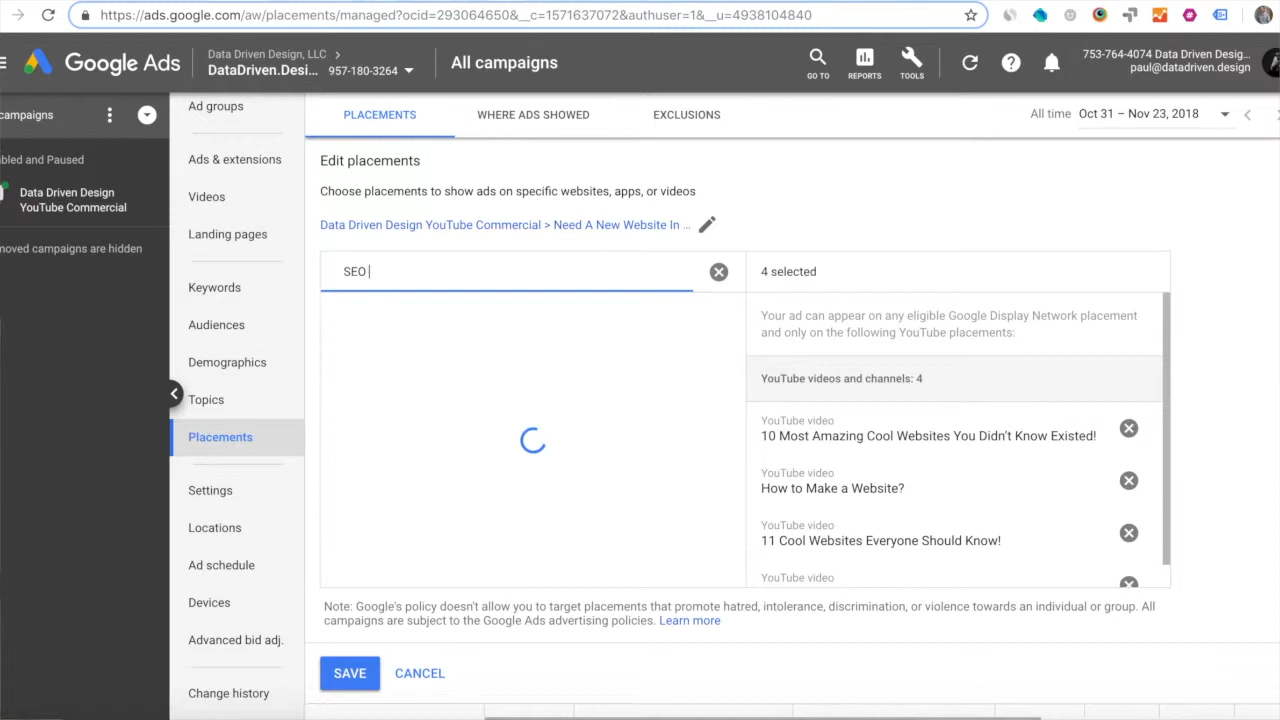 https://ads.google.com/aw/placements/managed?ocid=293064650&__c=1571637072&authuser=1&__u=4938104840
Google Ads
Data Driven Design, LLC
DataDriven.Desi... 957-180-3264
All campaigns
GO TO
REPORTS
TOOLS
753-764-4074 Data Driven Desig...
paul@datadriven.design
campaigns
bled and Paused
Data Driven Design
YouTube Commercial
moved campaigns are hidden
Ad groups
Ads & extensions
Videos
Landing pages
Keywords
Audiences
Demographics
Topics
Placements
Settings
Locations
Ad schedule
Devices
Advanced bid adj.
Change history
PLACEMENTS
WHERE ADS SHOWED
EXCLUSIONS
All time Oct 31 – Nov 23, 2018
Edit placements
Choose placements to show ads on specific websites, apps, or videos
Data Driven Design YouTube Commercial > Need A New Website In ...
SEO
4 selected
Your ad can appear on any eligible Google Display Network placement
and only on the following YouTube placements:
YouTube videos and channels: 4
YouTube video
10 Most Amazing Cool Websites You Didn't Know Existed!
YouTube video
How to Make a Website?
YouTube video
11 Cool Websites Everyone Should Know!
YouTube video
Note: Google's policy doesn't allow you to target placements that promote hatred, intolerance, discrimination, or violence towards an individual or group. All
campaigns are subject to the Google Ads advertising policies. Learn more
SAVE
CANCEL